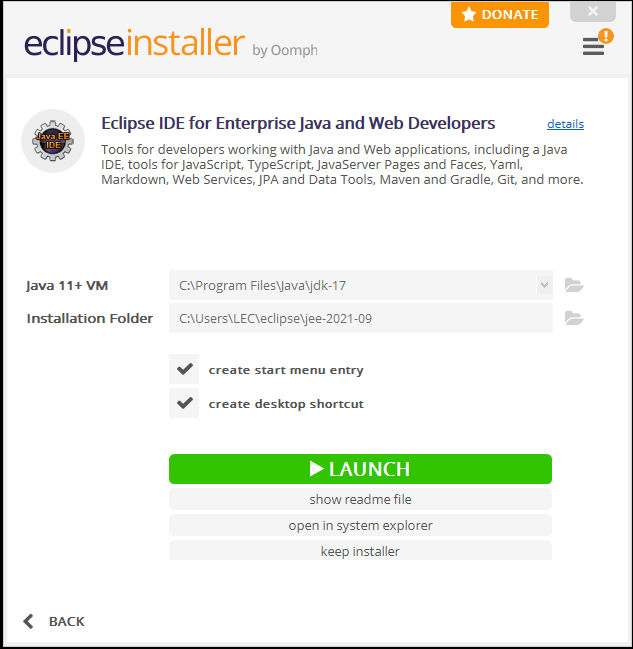 DONATE
eclipseinstaller by Oomph
!
Java EE
IDE
Eclipse IDE for Enterprise Java and Web Developers
details
Tools for developers working with Java and Web applications, including a Java
IDE, tools for JavaScript, TypeScript, JavaServer Pages and Faces, Yaml,
Markdown, Web Services, JPA and Data Tools, Maven and Gradle, Git, and more.
Java 11+ VM
C:\Program Files\Java\jdk-17
Installation Folder
C:\Users\LEC\eclipse\jee-2021-09
create start menu entry
create desktop shortcut
LAUNCH
show readme file
open in system explorer
keep installer
BACK